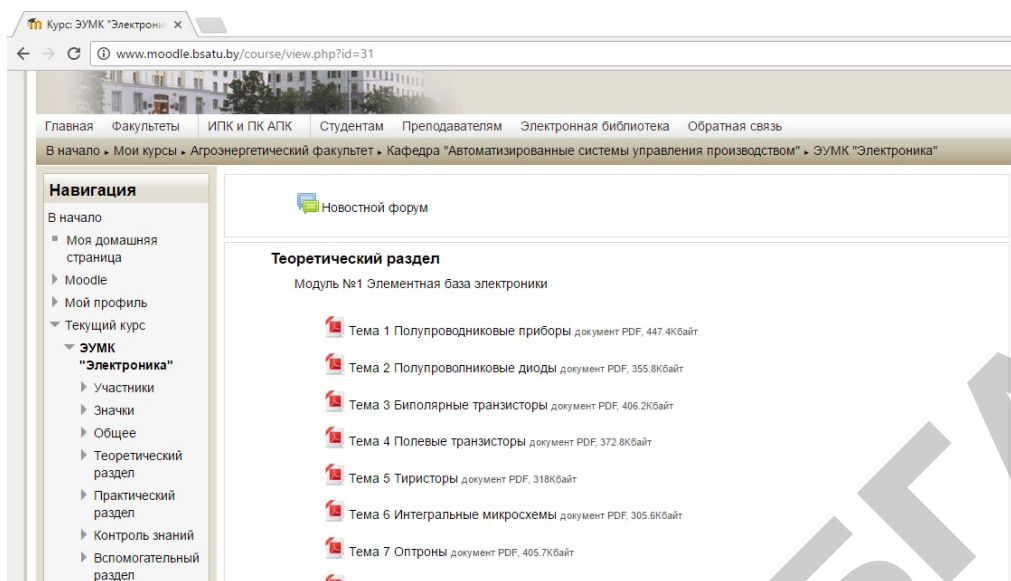 Курс: ЭУМК "Электрони
www.moodle.bsatu.by/course/view.php?id=31
Главная Факультеты ИПК и ПК АПК Студентам Преподавателям Электронная библиотека Обратная связь
В начало ▸ Мои курсы ▸ Агроэнергетический факультет ▸ Кафедра "Автоматизированные системы управления производством" ▸ ЭУМК "Электроника"
Навигация
В начало
Моя домашняя
страница
Moodle
Мой профиль
Текущий курс
ЭУМК
"Электроника"
Участники
Значки
Общее
Теоретический
раздел
Практический
раздел
Контроль знаний
Вспомогательный
раздел
Новостной форум
Теоретический раздел
Модуль №1 Элементная база электроники
Тема 1 Полупроводниковые приборы документ PDF, 447.4Кбайт
Тема 2 Полупроволниковые диоды документ PDF, 355.8Кбайт
Тема 3 Биполярные транзисторы документ PDF, 406.2Кбайт
Тема 4 Полевые транзисторы документ PDF, 372.8Кбайт
Тема 5 Тиристоры документ PDF, 318Кбайт
Тема 6 Интегральные микросхемы документ PDF, 305.6Кбайт
Тема 7 Оптроны документ PDF, 405.7Кбайт